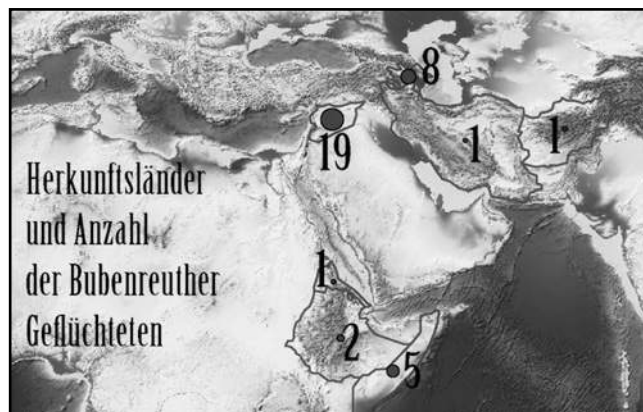 8
19
1
1
Herkunftsländer
und Anzahl
der Bubenreuther
Geflüchteten
1
2
5